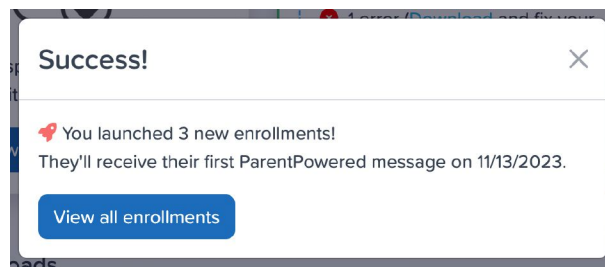 1 error (Download and fix your
Success!
You launched 3 new enrollments!
They'll receive their first ParentPowered message on 11/13/2023.
View all enrollments